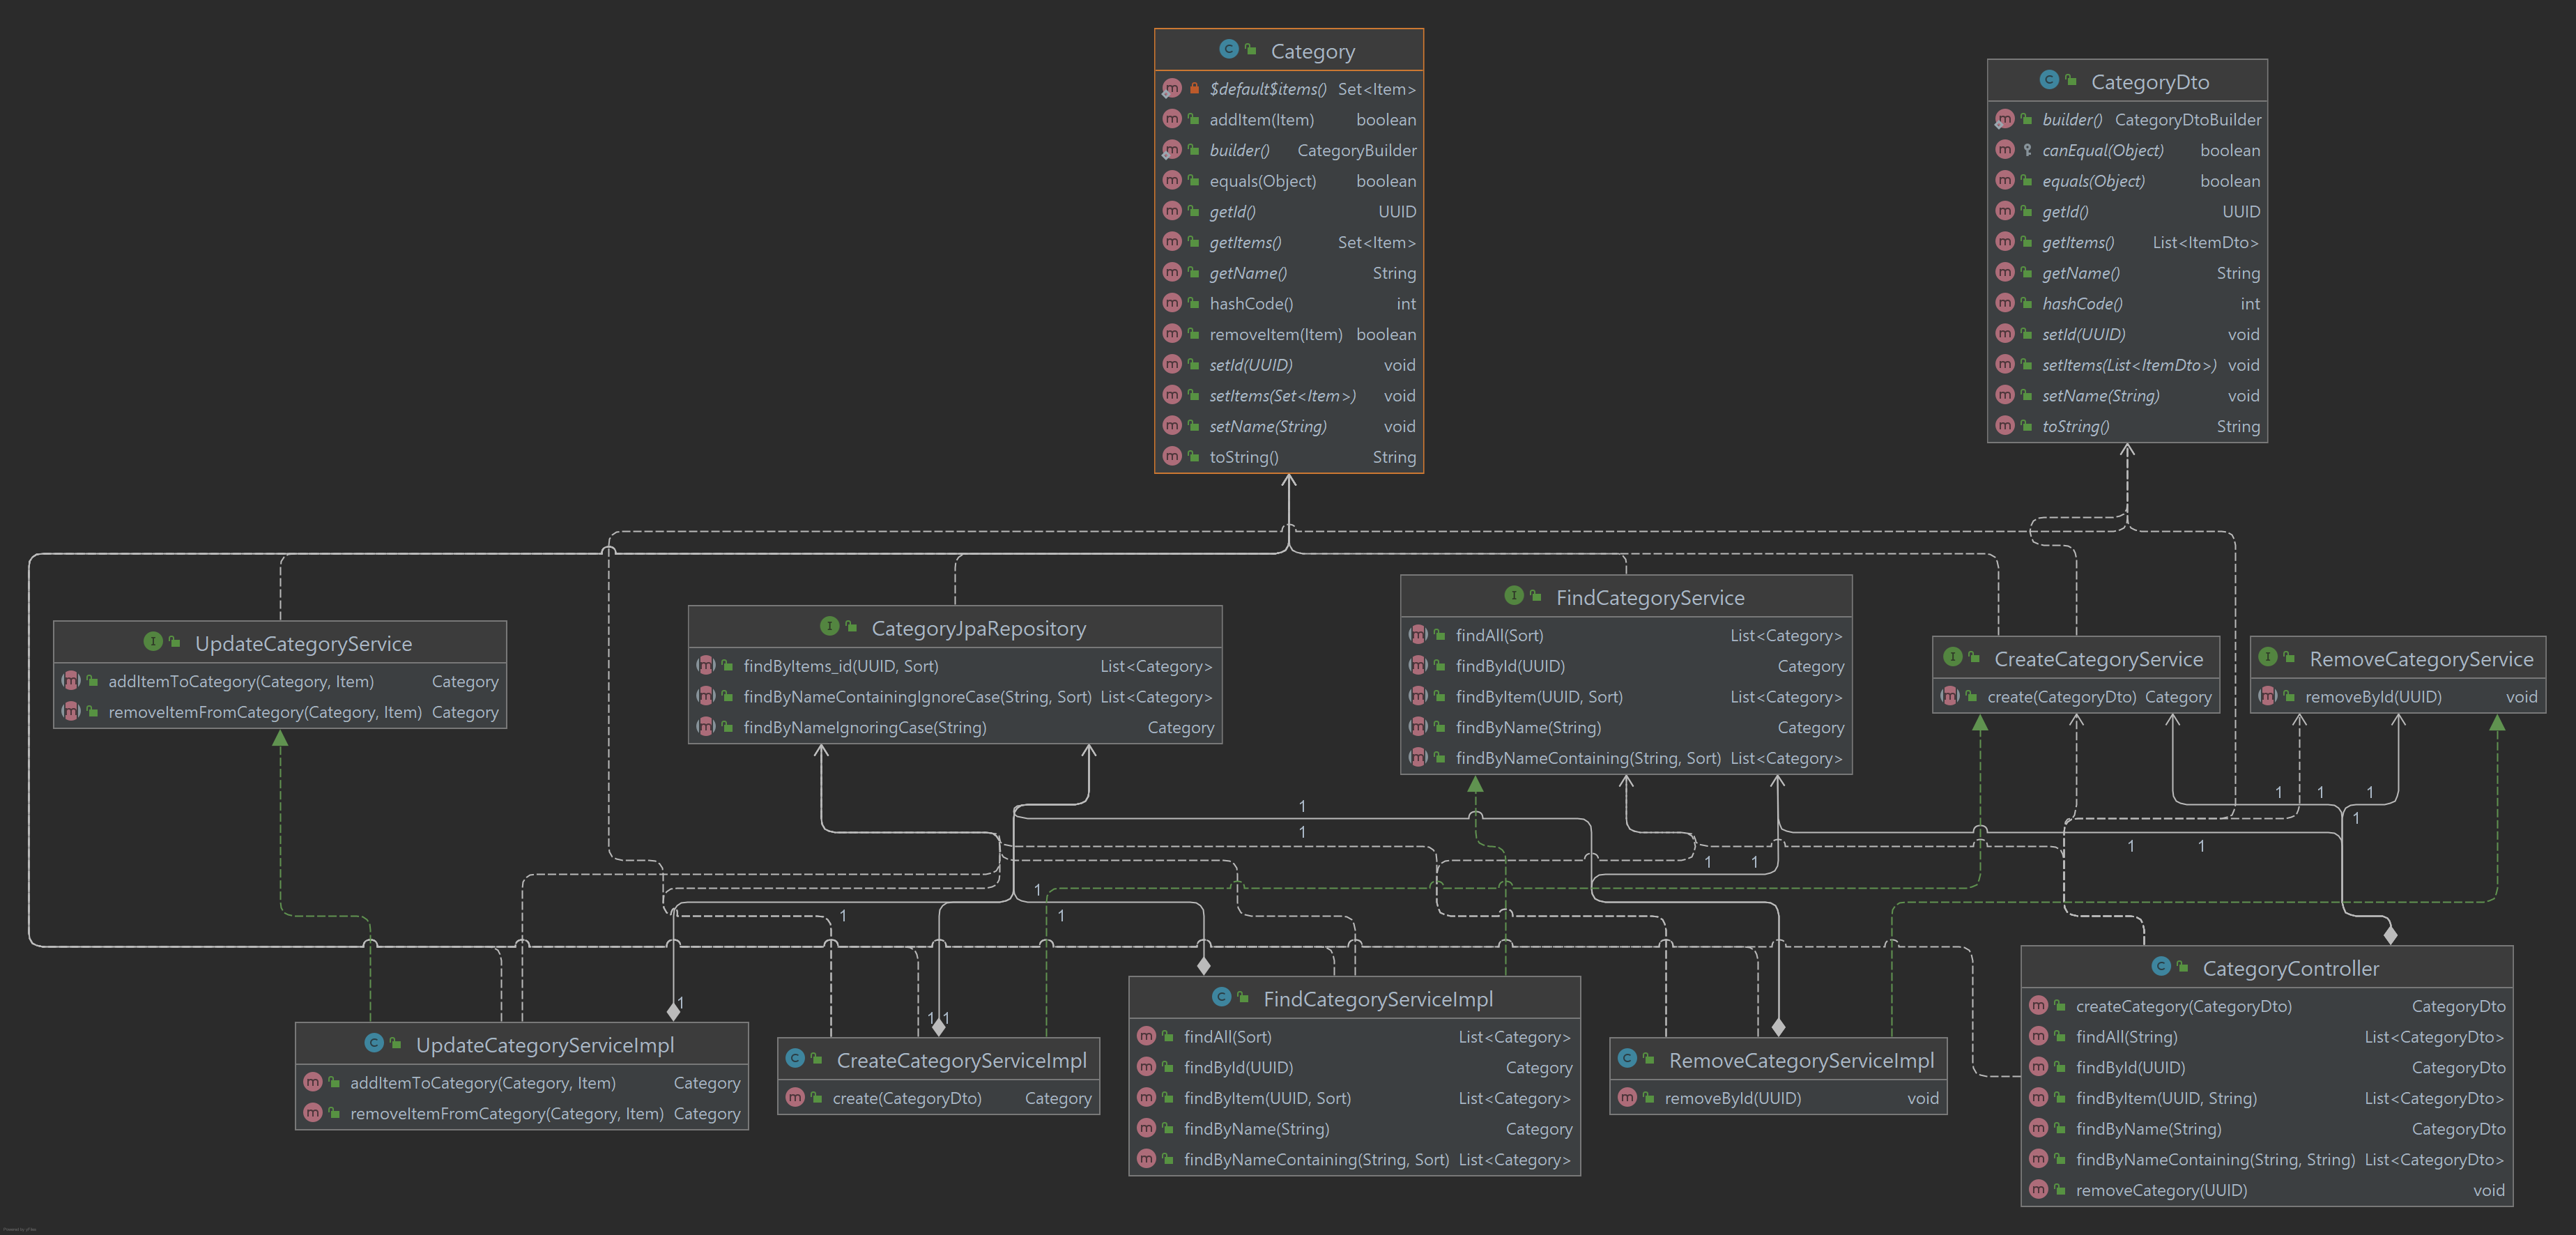 Category
$default$items() Set<Item>
addItem(Item) boolean
builder() CategoryBuilder
equals(Object) boolean
getId() UUID
getItems() Set<Item>
getName() String
hashCode() int
removeItem(Item) boolean
setId(UUID) void
setItems(Set<Item>) void
setName(String) void
toString() String
CategoryDto
builder() CategoryDtoBuilder
canEqual(Object) boolean
equals(Object) boolean
getId() UUID
getItems() List<ItemDto>
getName() String
hashCode() int
setId(UUID) void
setItems(List<ItemDto>) void
setName(String) void
toString() String
UpdateCategoryService
addItemToCategory(Category, Item) Category
removeItemFromCategory(Category, Item) Category
CategoryJpaRepository
findByItems_id(UUID, Sort) List<Category>
findByNameContainingIgnoreCase(String, Sort) List<Category>
findByNameIgnoringCase(String) Category
FindCategoryService
findAll(Sort) List<Category>
findById(UUID) Category
findByItem(UUID, Sort) List<Category>
findByName(String) Category
findByNameContaining(String, Sort) List<Category>
CreateCategoryService
create(CategoryDto) Category
RemoveCategoryService
removeById(UUID) void
1
1 1 1
1
1
1 1
1 1
1
1 1
1
1 1
UpdateCategoryServiceImpl
addItemToCategory(Category, Item) Category
removeItemFromCategory(Category, Item) Category
CreateCategoryServiceImpl
create(CategoryDto) Category
FindCategoryServiceImpl
findAll(Sort) List<Category>
findById(UUID) Category
findByItem(UUID, Sort) List<Category>
findByName(String) Category
findByNameContaining(String, Sort) List<Category>
RemoveCategoryServiceImpl
removeById(UUID) void
CategoryController
createCategory(CategoryDto) CategoryDto
findAll(String) List<CategoryDto>
findById(UUID) CategoryDto
findByItem(UUID, String) List<CategoryDto>
findByName(String) CategoryDto
findByNameContaining(String, String) List<CategoryDto>
removeCategory(UUID) void
Powered by yFiles